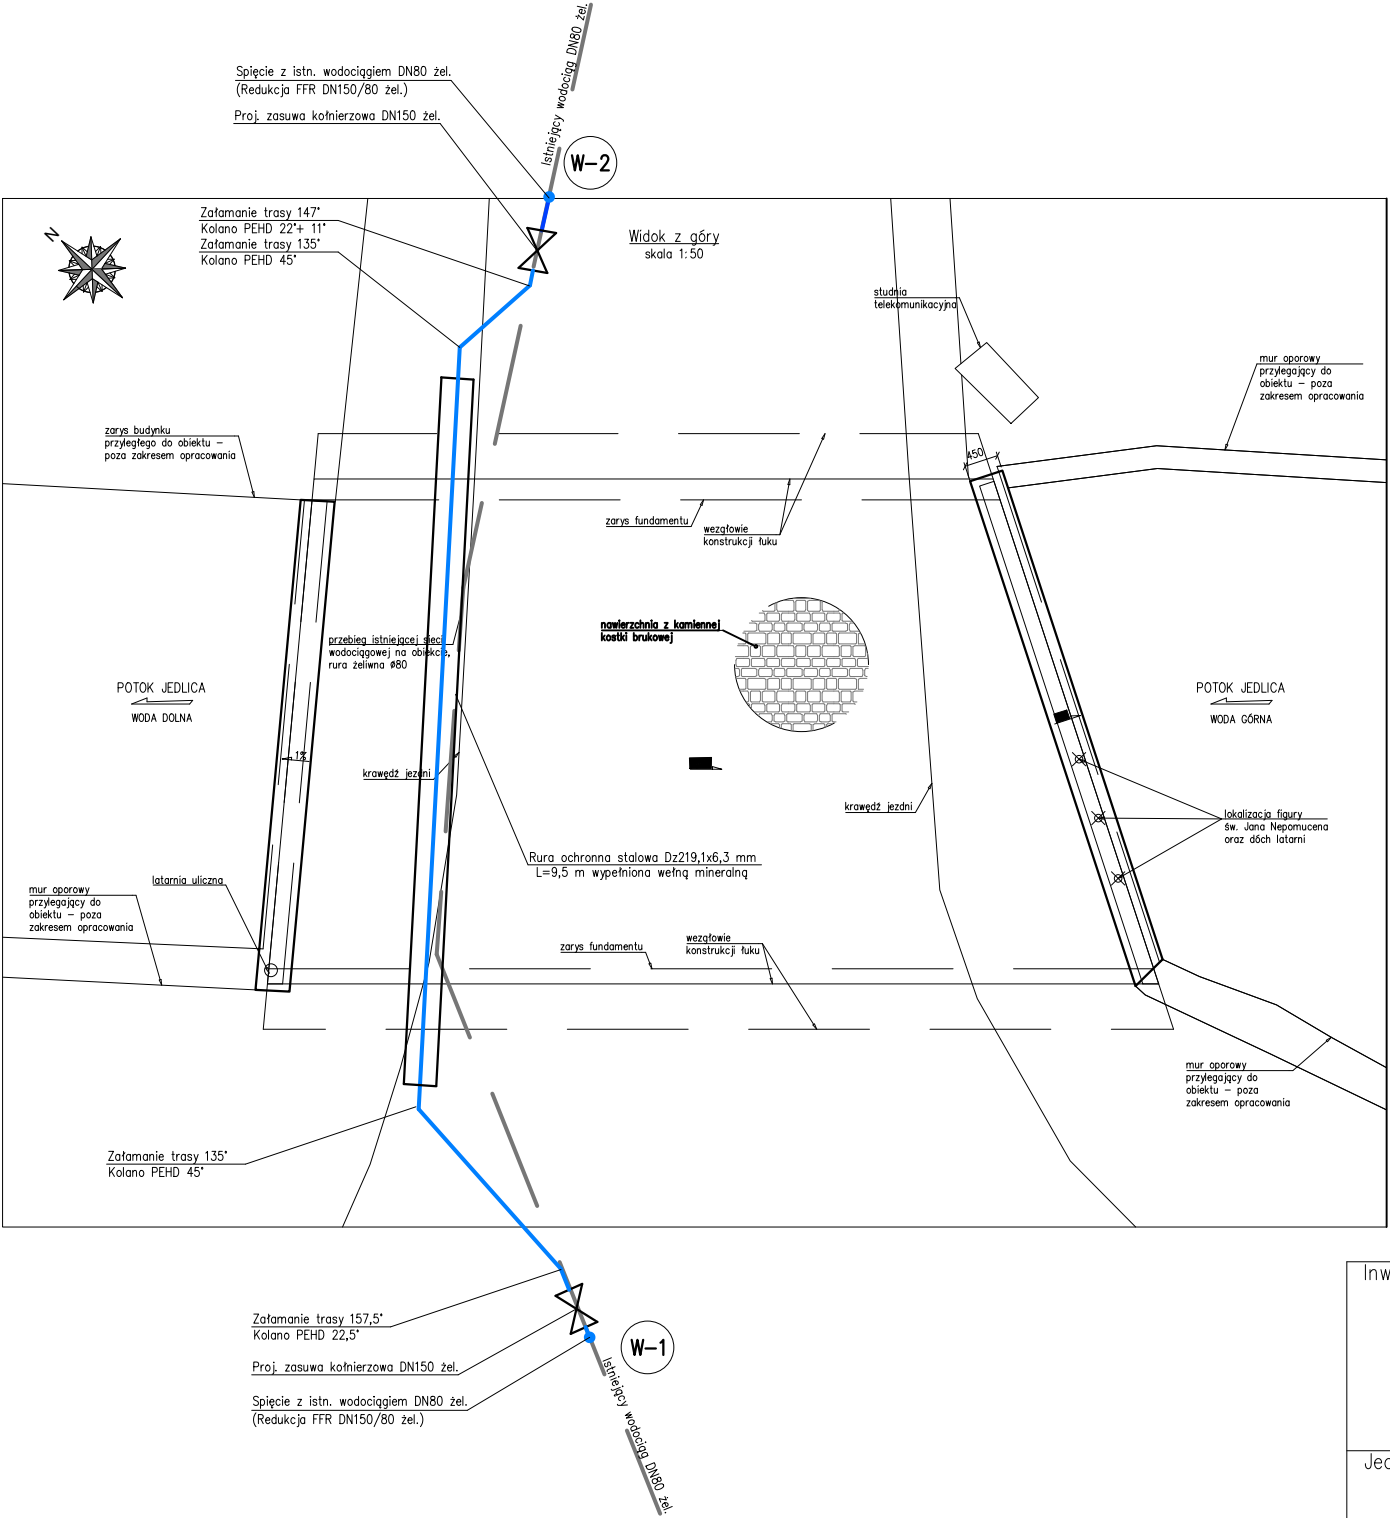 Istniejący wodociąg DN80 żel.
Spięcie z istn. wodociągiem DN80 żel.
(Redukcja FFR DN150/80 żel.)
Proj. zasuwa kołnierzowa DN150 żel.
W-2
Załamanie trasy 147°
Kolano PEHD 22°+ 11°
Załamanie trasy 135°
Kolano PEHD 45°
N
Widok z góry
skala 1:50
studnia
telekomunikacyjna
mur oporowy
przylegający do
obiektu – poza
zakresem opracowania
zarys budynku
przyległego do obiektu –
poza zakresem opracowania
450
zarys fundamentu
wezgłowie
konstrukcji łuku
nawierzchnia z kamiennej
kostki brukowej
przebieg istniejącej sieci
wodociągowej na obiekcie,
rura żeliwna ø80
POTOK JEDLICA
WODA DOLNA
POTOK JEDLICA
WODA GÓRNA
1%
krawędź jezdni
krawędź jezdni
lokalizacja figury
św. Jana Nepomucena
oraz dóch latarni
Rura ochronna stalowa Dz219,1x6,3 mm
L=9,5 m wypełniona wełną mineralną
latarnia uliczna
mur oporowy
przylegający do
obiektu – poza
zakresem opracowania
zarys fundamentu
wezgłowie
konstrukcji łuku
mur oporowy
przylegający do
obiektu – poza
zakresem opracowania
Załamanie trasy 135°
Kolano PEHD 45°
Inw
Załamanie trasy 157,5°
Kolano PEHD 22,5°
W-1
Proj. zasuwa kołnierzowa DN150 żel.
Spięcie z istn. wodociągiem DN80 żel.
(Redukcja FFR DN150/80 żel.)
Istniejący wodociąg DN80 żel.
Jed